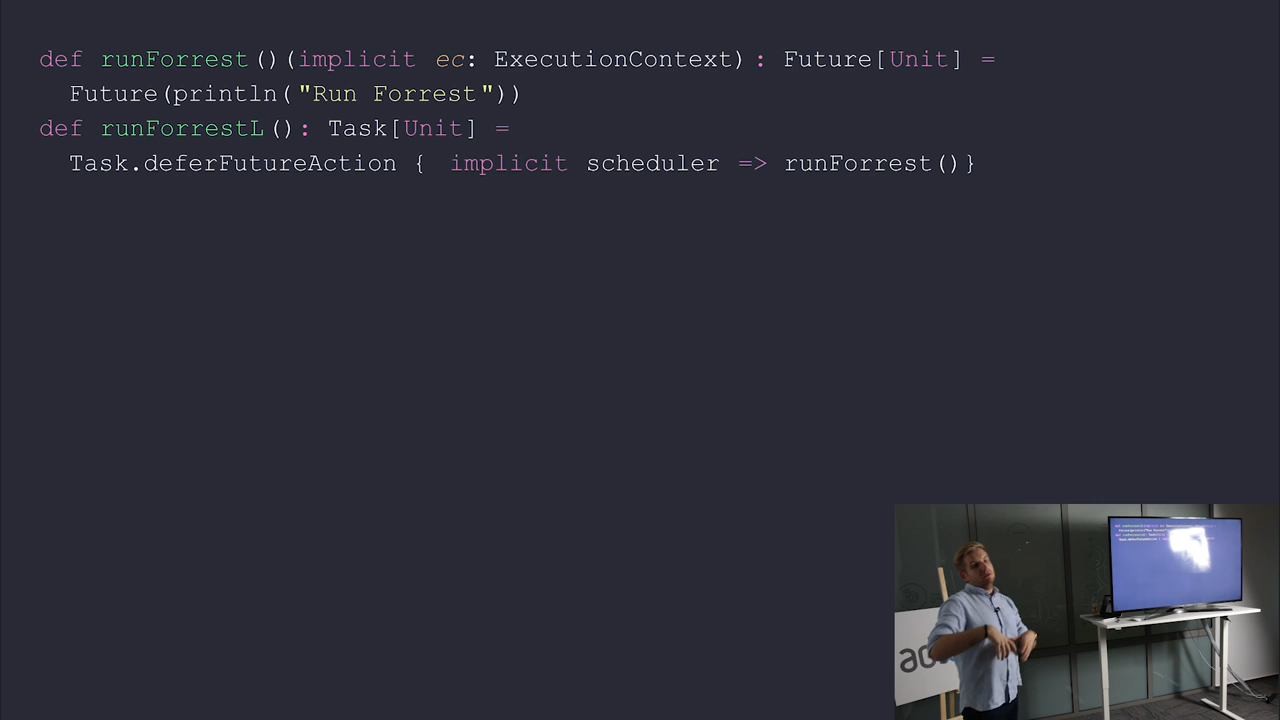 def runForrest()(implicit ec: ExecutionContext): Future[Unit] =
Future(println("Run Forrest"))
def runForrestL(): Task[Unit] =
Task.deferFutureAction { implicit scheduler => runForrest()}